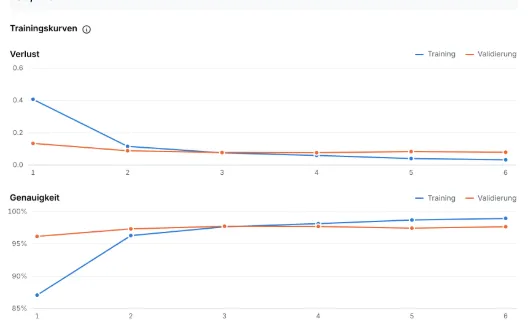 Trainingskurven
Verlust
Training
Validierung
0.6
0.4
0.2
0.0
1 2 3 4 5 6
Genauigkeit
Training
Validierung
100%
95%
90%
85%
1 2 3 4 5 6